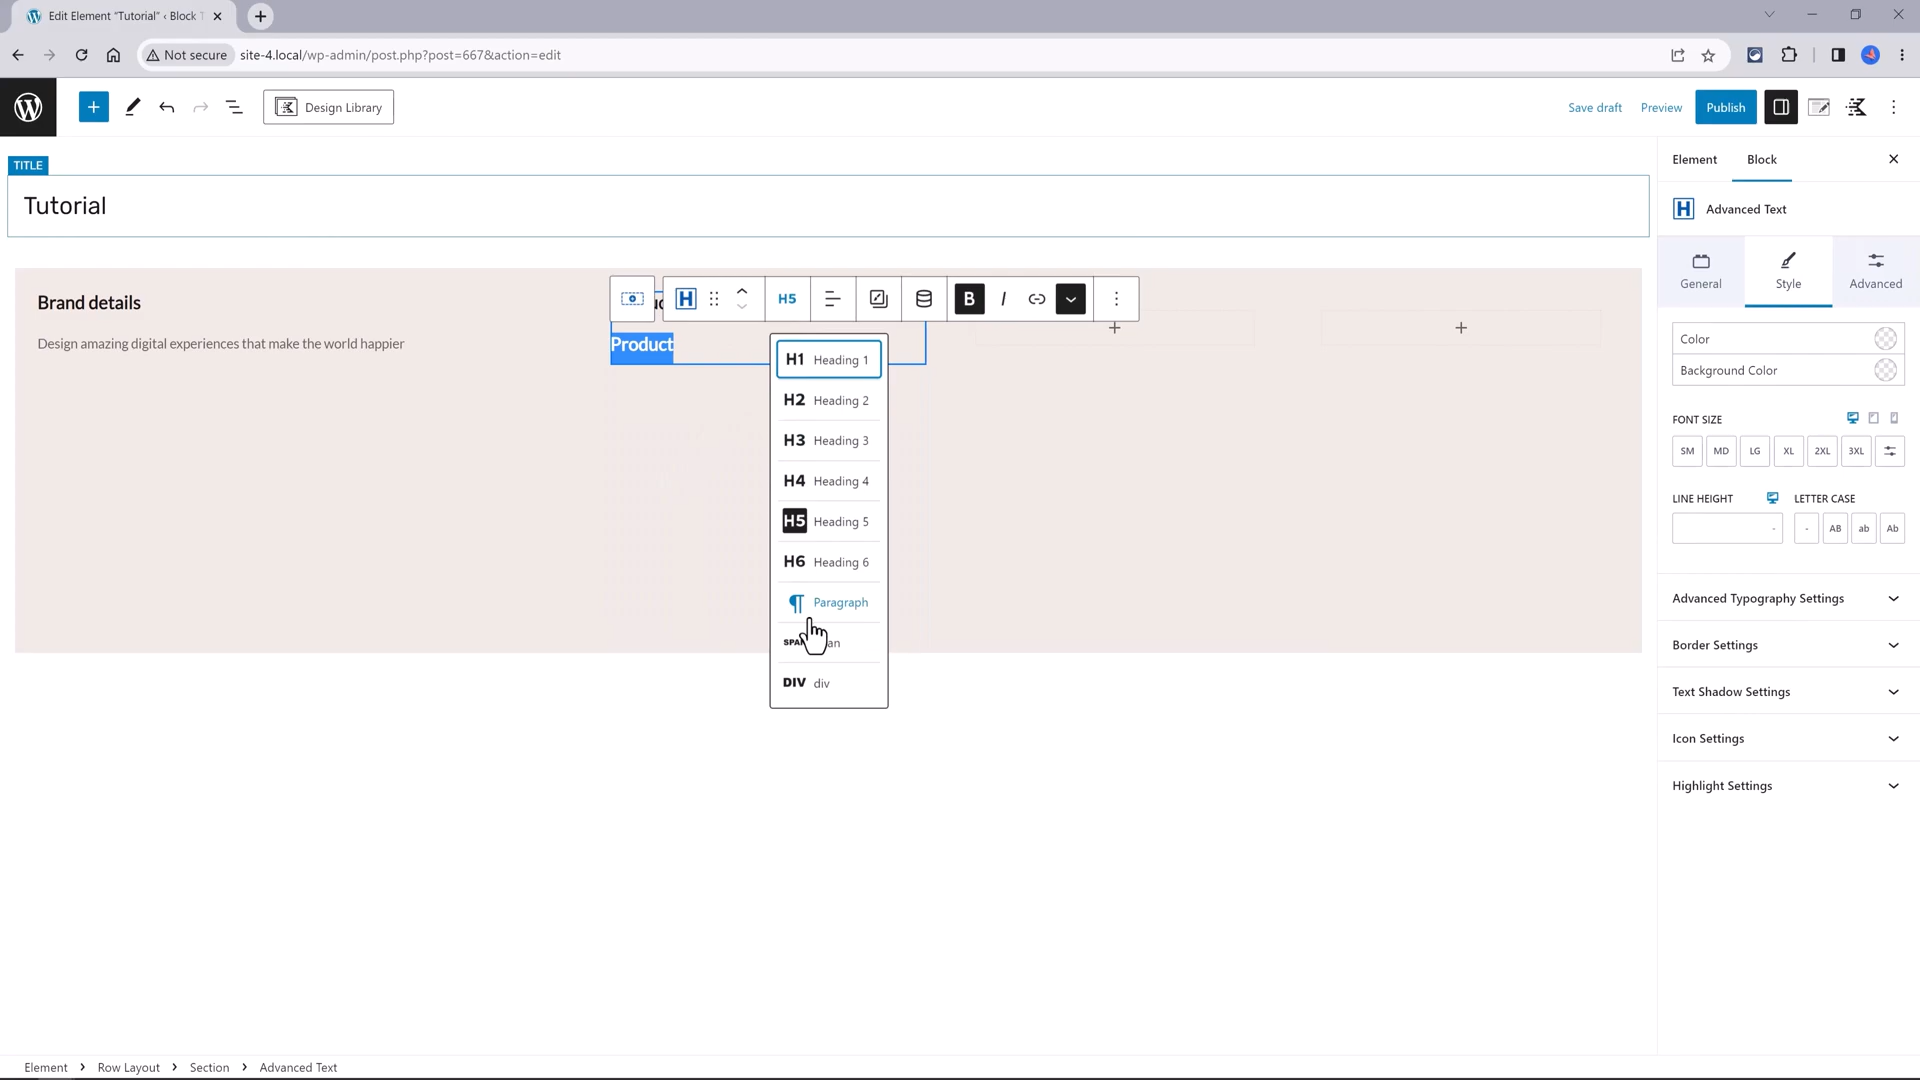 Edit Element “Tutorial” ‹ Block T
Not secure
site-4.local/wp-admin/post.php?post=667&action=edit
Design Library
Save draft
Preview
Publish
TITLE
Tutorial
Element
Block
Advanced Text
General
Style
Advanced
Brand details
Design amazing digital experiences that make the world happier
H H5 B I
Product
H1 Heading 1
H2 Heading 2
H3 Heading 3
H4 Heading 4
H5 Heading 5
H6 Heading 6
Paragraph
DIV div
Color
Background Color
FONT SIZE
SM MD LG XL 2XL 3XL
LINE HEIGHT
LETTER CASE
- - AB ab Ab
Advanced Typography Settings
Border Settings
Text Shadow Settings
Icon Settings
Highlight Settings
Element > Row Layout > Section > Advanced Text